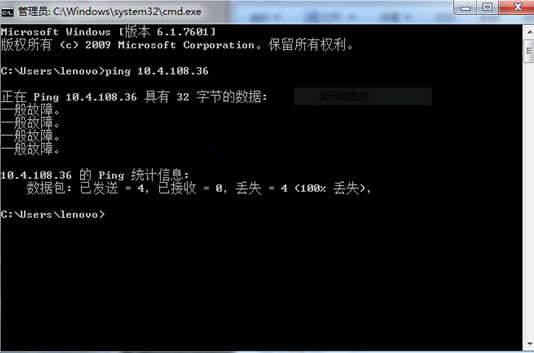 管理员: C:\Windows\system32\cmd.exe
Microsoft Windows [版本 6.1.7601]
版权所有 (c) 2009 Microsoft Corporation。保留所有权利。
C:\Users\lenovo>ping 10.4.108.36
正在 Ping 10.4.108.36 具有 32 字节的数据:
矩形截图(R)
一般故障。
一般故障。
一般故障。
一般故障。
10.4.108.36 的 Ping 统计信息:
数据包: 已发送 = 4, 已接收 = 0, 丢失 = 4 (100% 丢失),
C:\Users\lenovo>